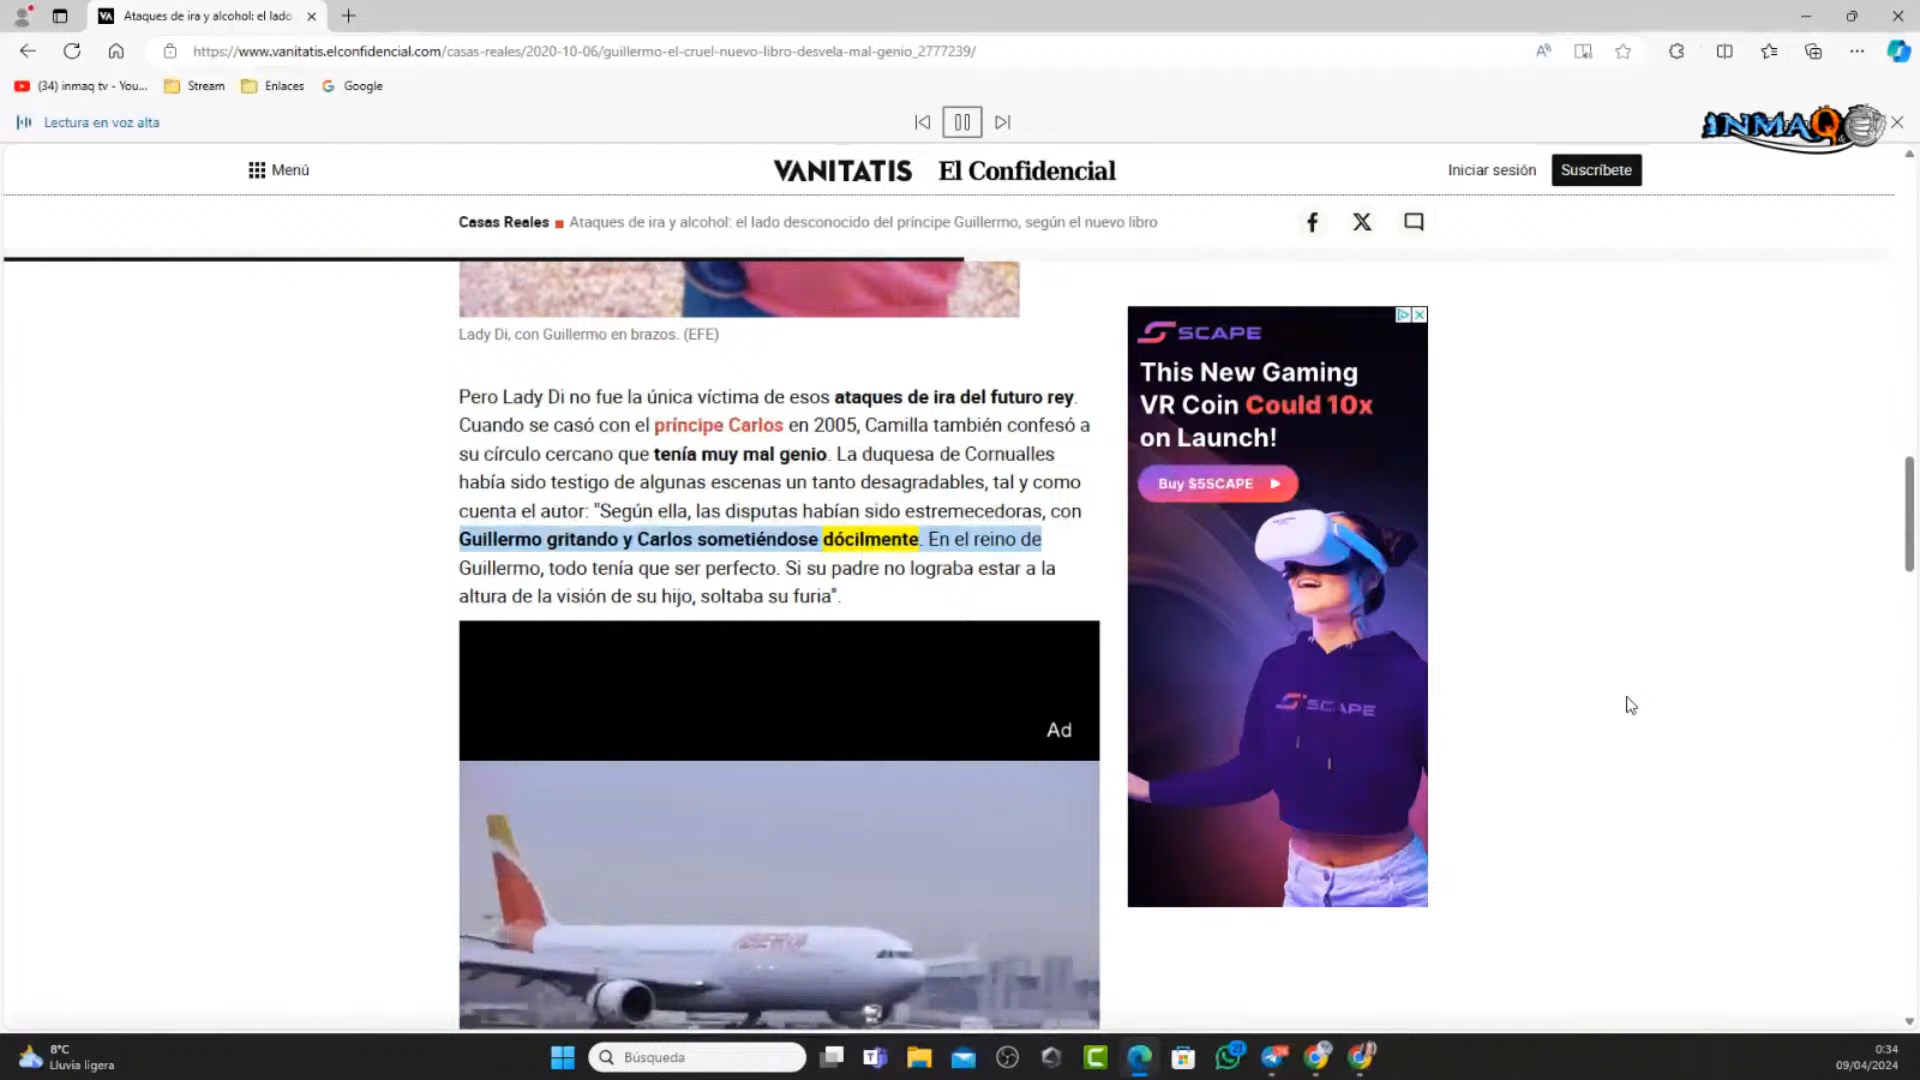 Ataques de ira y alcohol: el lado
https://www.vanitatis.elconfidencial.com/casas-reales/2020-10-06/guillermo-el-cruel-nuevo-libro-desvela-mal-genio_2777239/
(34) inmaq tv - You...
Stream
Enlaces
Google
Lectura en voz alta
INMAQ
Menú
VANITATIS El Confidencial
Iniciar sesión
Suscríbete
Casas Reales Ataques de ira y alcohol: el lado desconocido del príncipe Guillermo, según el nuevo libro
Lady Di, con Guillermo en brazos. (EFE)
Pero Lady Di no fue la única víctima de esos ataques de ira del futuro rey.
Cuando se casó con el príncipe Carlos en 2005, Camilla también confesó a
su círculo cercano que tenía muy mal genio. La duquesa de Cornualles
había sido testigo de algunas escenas un tanto desagradables, tal y como
cuenta el autor: "Según ella, las disputas habían sido estremecedoras, con
Guillermo gritando y Carlos sometiéndose dócilmente. En el reino de
Guillermo, todo tenía que ser perfecto. Si su padre no lograba estar a la
altura de la visión de su hijo, soltaba su furia".
Ad
IBERIA
SCAPE
This New Gaming
VR Coin Could 10x
on Launch!
Buy $5SCAPE
SCAPE
8°C
Lluvia ligera
Búsqueda
0:34
09/04/2024